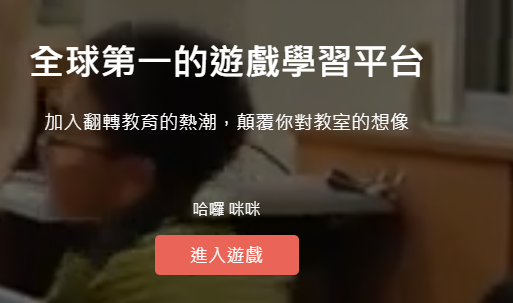 全球第一的遊戲學習平台
加入翻轉教育的熱潮，顛覆你對教室的想像
哈囉 咪咪
進入遊戲